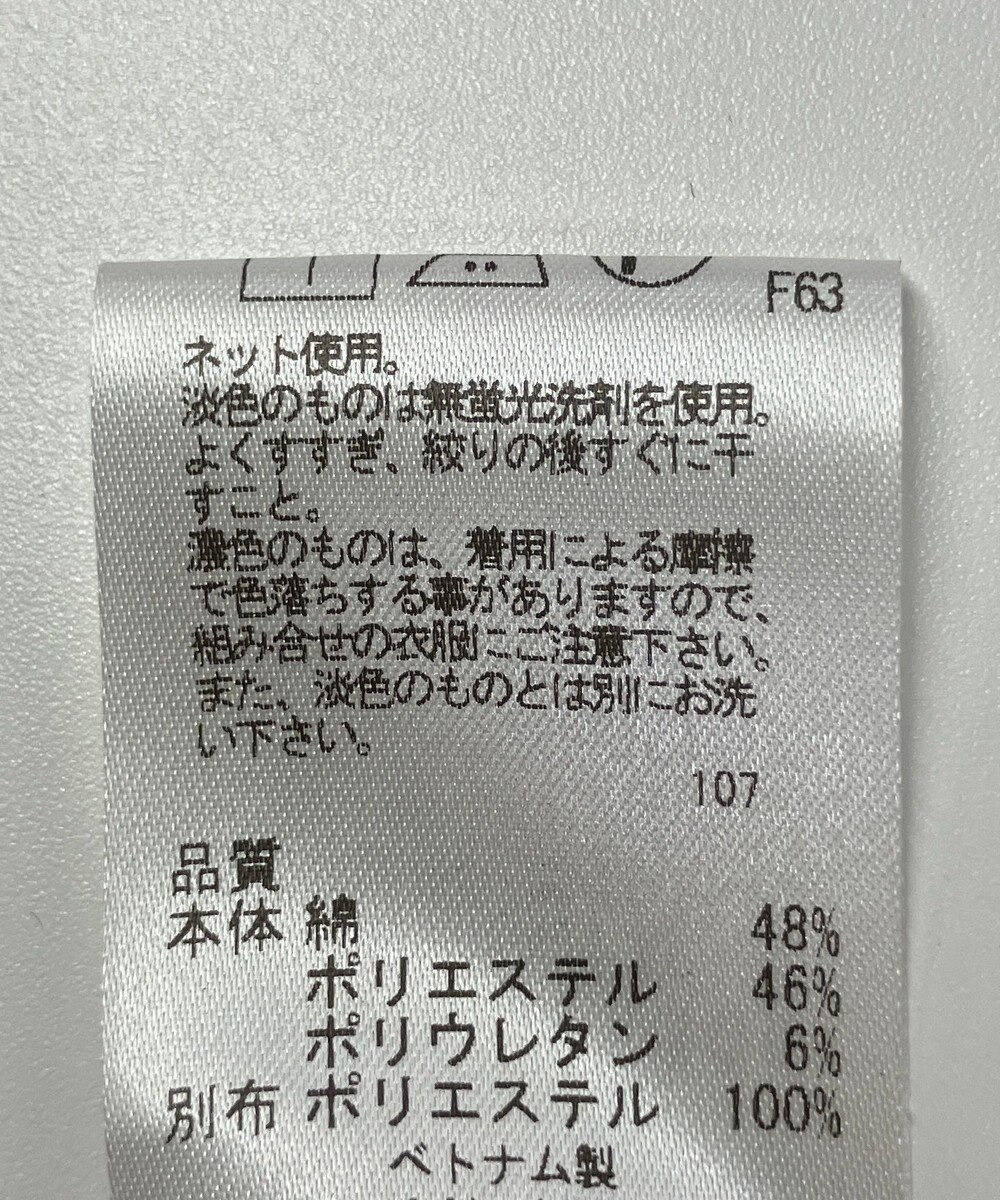 F63
ネット使用。
淡色のものは無蛍光洗剤を使用。
よくすすぎ、絞りの後すぐに干
すこと。
濃色のものは、着用による摩擦
で色落ちする事がありますので、
組み合せの衣服にご注意下さい。
また、淡色のものとは別にお洗
い下さい。
107
品質
本体 綿 48%
ポリエステル 46%
ポリウレタン 6%
別布 ポリエステル 100%
ベトナム製